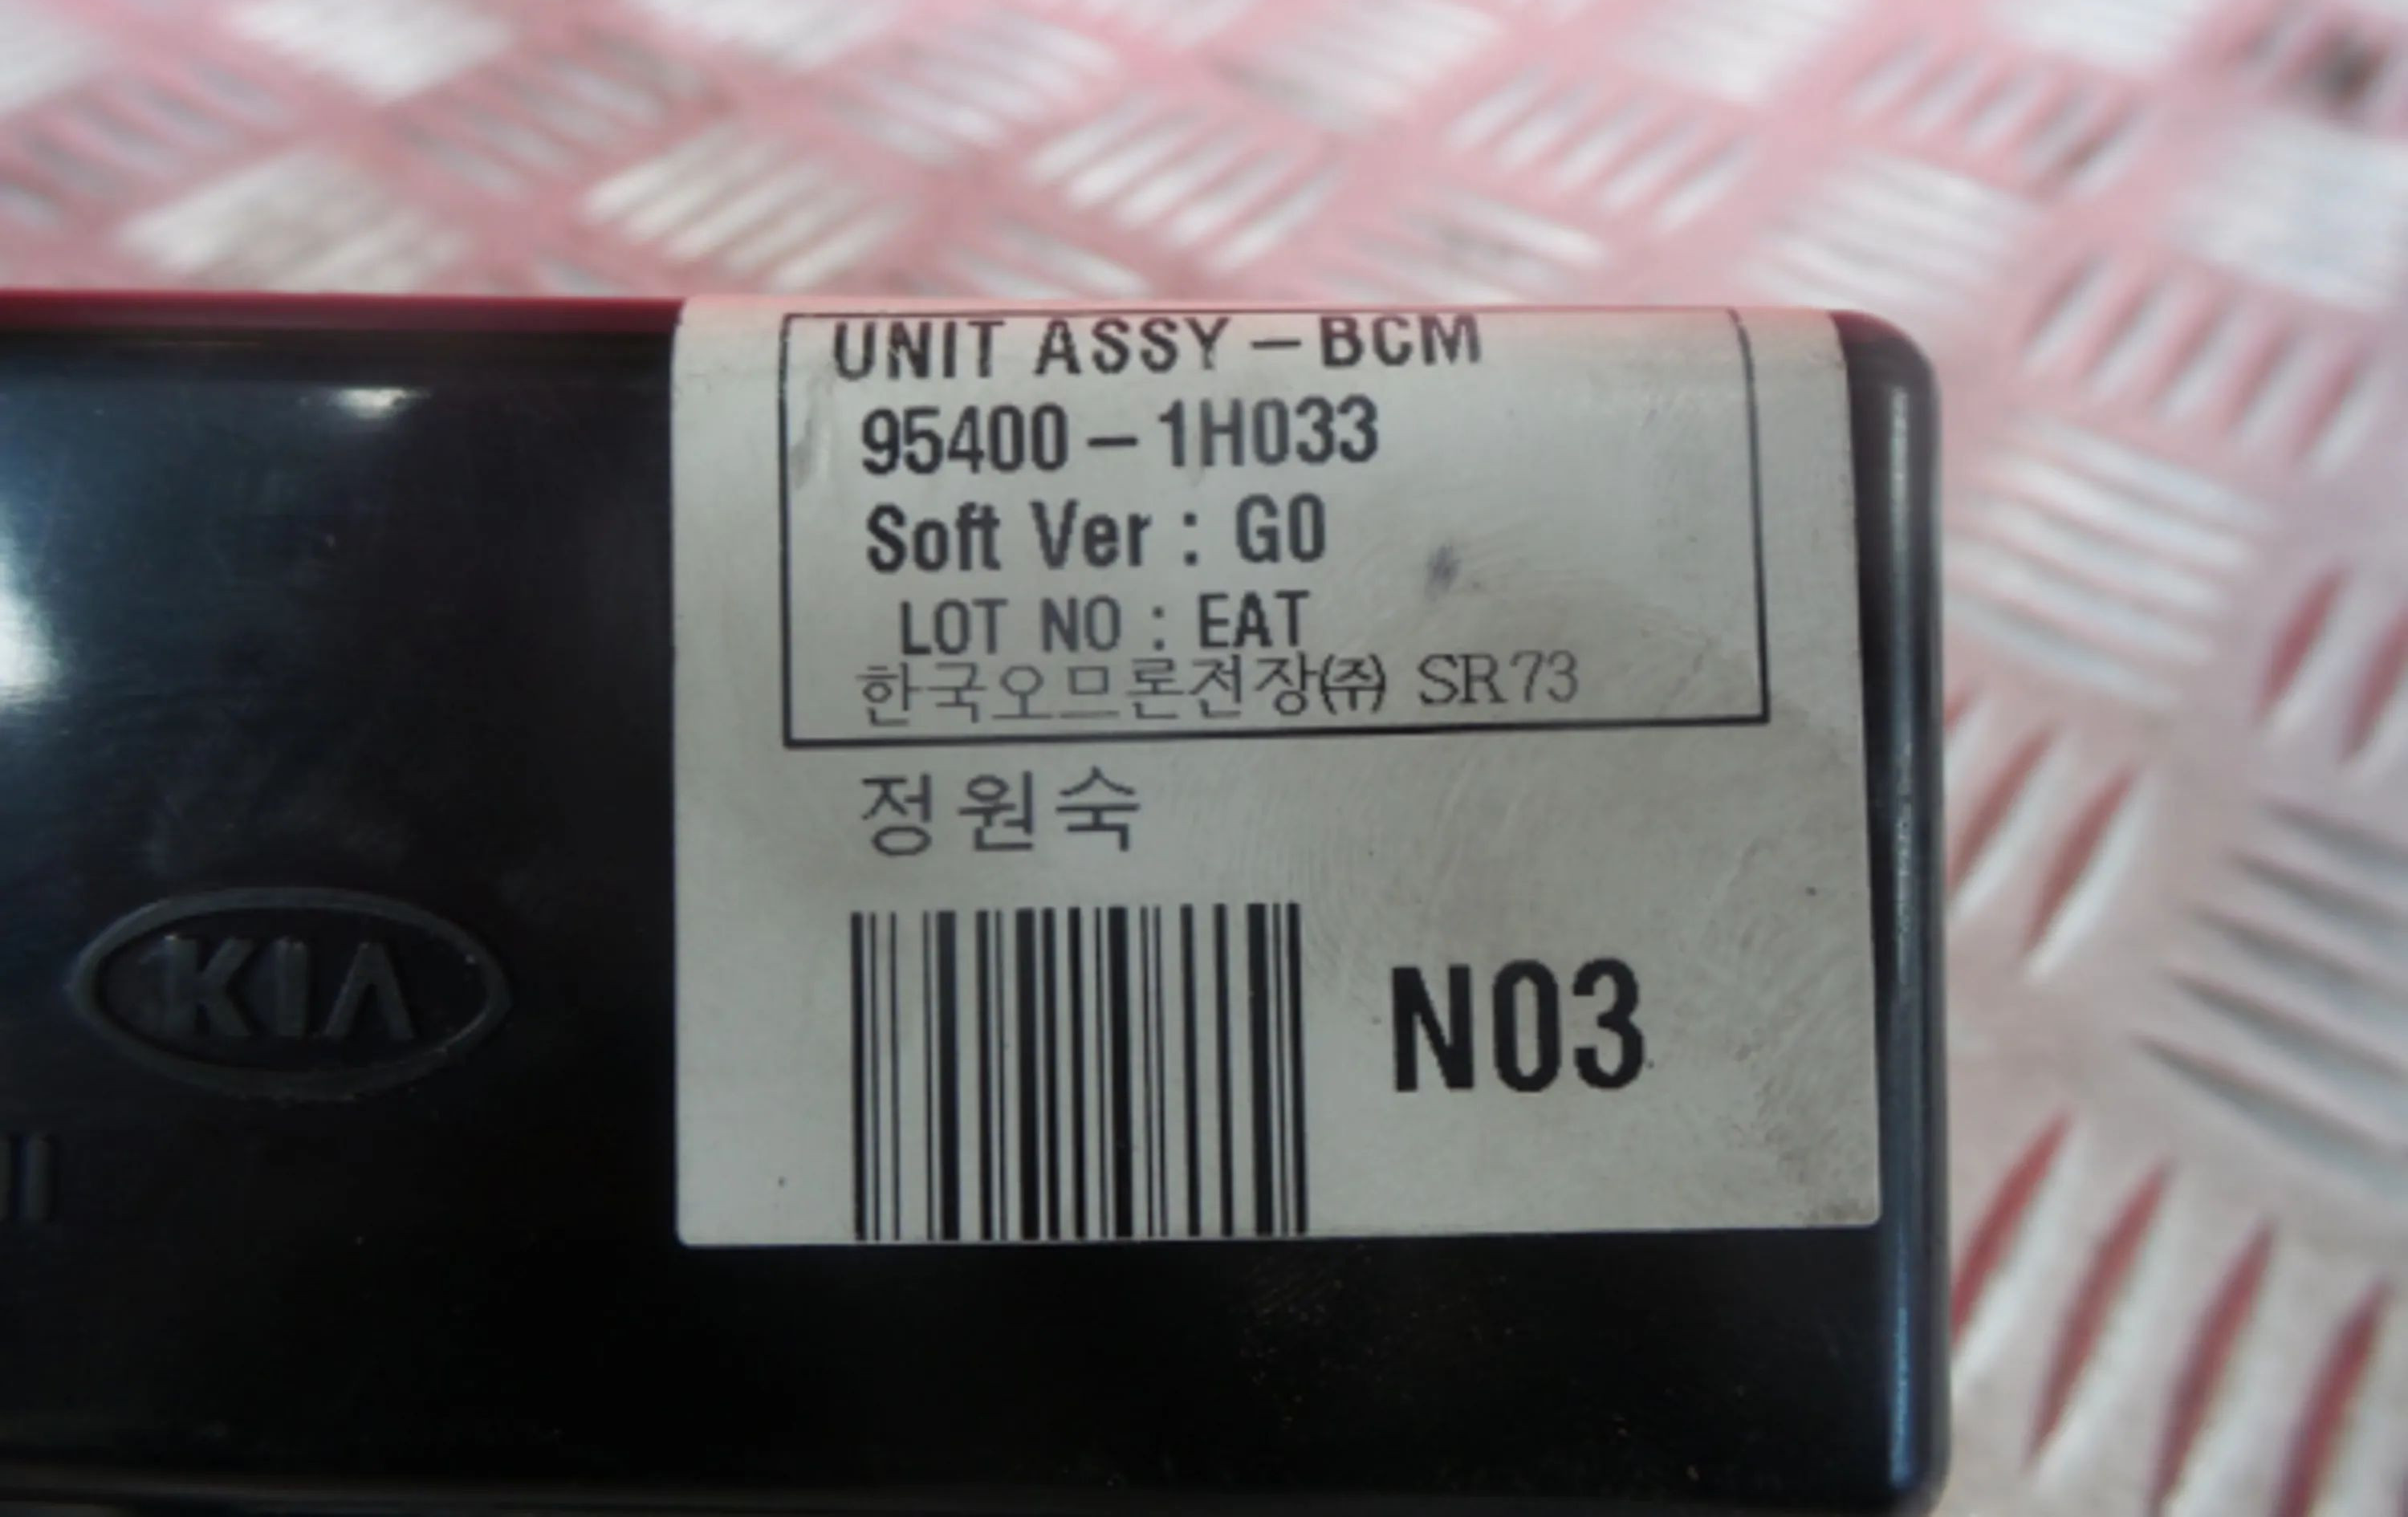 UNIT ASSY – BCM
95400 – 1H033
Soft Ver : G0
LOT NO : EAT
한국오므론전장㈜ SR73
정원숙
N03
KIA